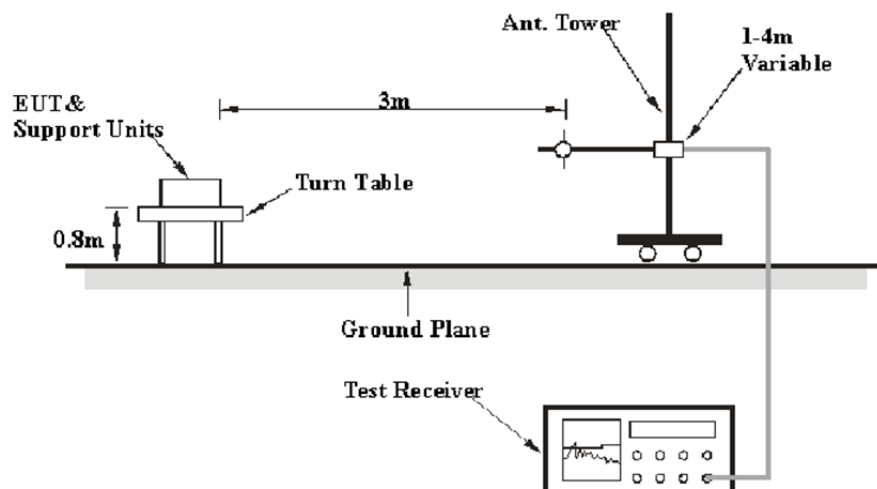 Ant. Tower
1-4m
Variable
3m
EUT&
Support Units
Turn Table
0.8m
Ground Plane
Test Receiver